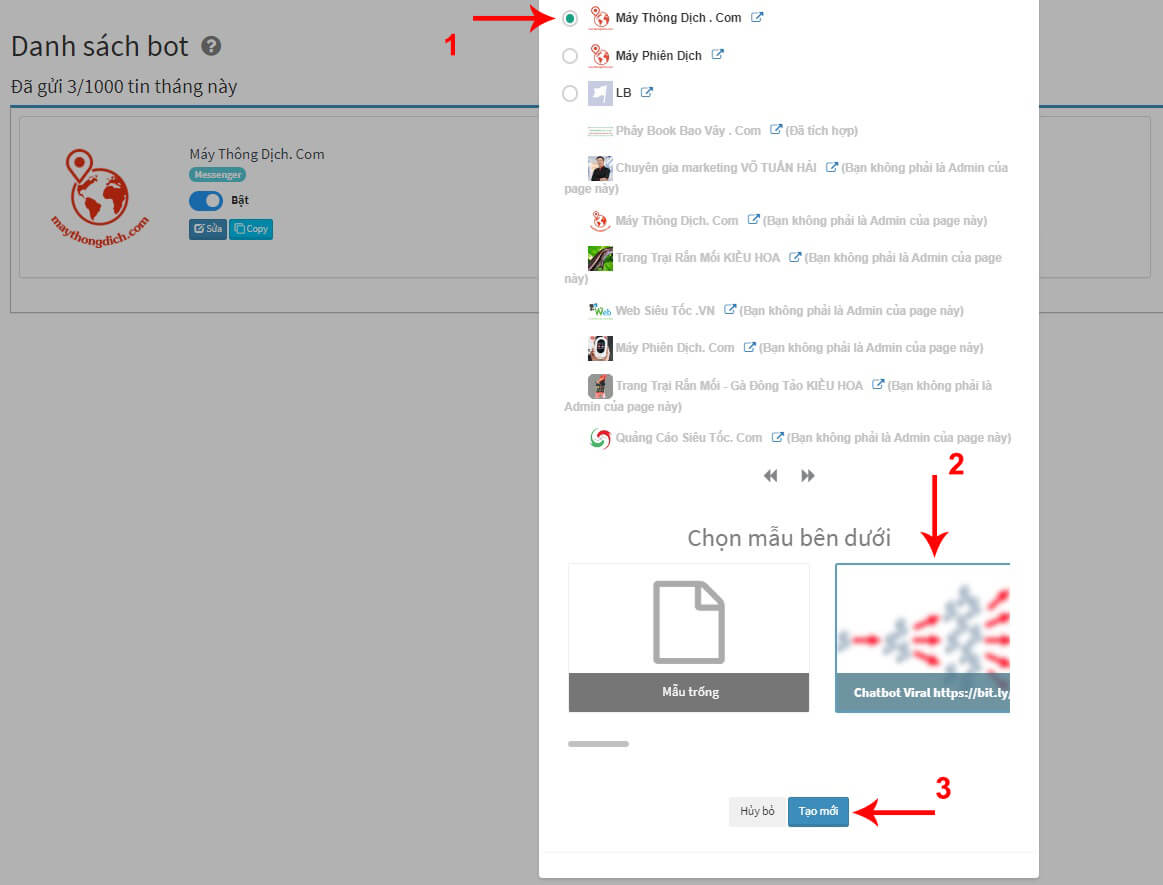 Danh sách bot ?
Đã gửi 3/1000 tin tháng này
maythongdich.com
Máy Thông Dịch. Com
Messenger
Bật
Sửa
Copy
1
Máy Thông Dịch . Com
Máy Phiên Dịch
LB
Phây Book Bao Vây . Com (Đã tích hợp)
Chuyên gia marketing VÕ TUẤN HẢI (Bạn không phải là Admin của
page này)
Máy Thông Dịch. Com (Bạn không phải là Admin của page này)
Trang Trại Rắn Mối KIỀU HOA (Bạn không phải là Admin của page
này)
Web Siêu Tốc .VN (Bạn không phải là Admin của page này)
Máy Phiên Dịch. Com (Bạn không phải là Admin của page này)
Trang Trại Rắn Mối - Gà Đông Tảo KIỀU HOA (Bạn không phải là
Admin của page này)
Quảng Cáo Siêu Tốc. Com (Bạn không phải là Admin của page này)
2
Chọn mẫu bên dưới
Mẫu trống
Chatbot Viral https://bit.ly/
3
Hủy bỏ
Tạo mới